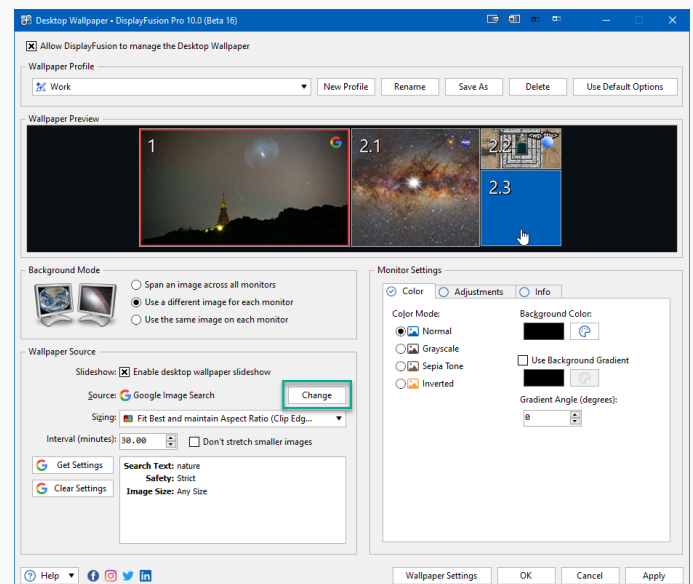 Desktop Wallpaper • DisplayFusion Pro 10.0 (Beta 16)
Allow DisplayFusion to manage the Desktop Wallpaper
Wallpaper Profile
Work
New Profile
Rename
Save As
Delete
Use Default Options
Wallpaper Preview
1
2.1
2.2
<wp-title>
2.3
Background Mode
Span an image across all monitors
Use a different image for each monitor
Use the same image on each monitor
Wallpaper Source
Slideshow: Enable desktop wallpaper slideshow
Source: Google Image Search
Change
Sizing: Fit Best and maintain Aspect Ratio (Clip Edg...
Interval (minutes): 30.00
Don't stretch smaller images
Get Settings
Clear Settings
Search Text: nature
Safety: Strict
Image Size: Any Size
Monitor Settings
Color
Adjustments
Info
Color Mode:
Normal
Grayscale
Sepia Tone
Inverted
Background Color:
Use Background Gradient
Gradient Angle (degrees):
0
Help
Wallpaper Settings
OK
Cancel
Apply